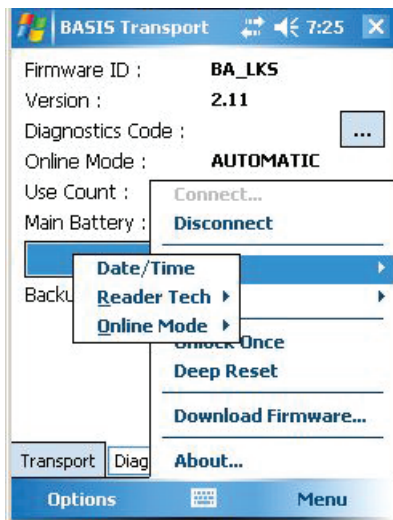 BASIS Transport 7:25
Firmware ID : BA_LKS
Version : 2.11
Diagnostics Code :
...
Online Mode : AUTOMATIC
Use Count :
Connect...
Main Battery :
Disconnect
Date/Time
Backu
Reader Tech
Online Mode
Once
Deep Reset
Download Firmware...
Transport Diag
About...
Options Menu